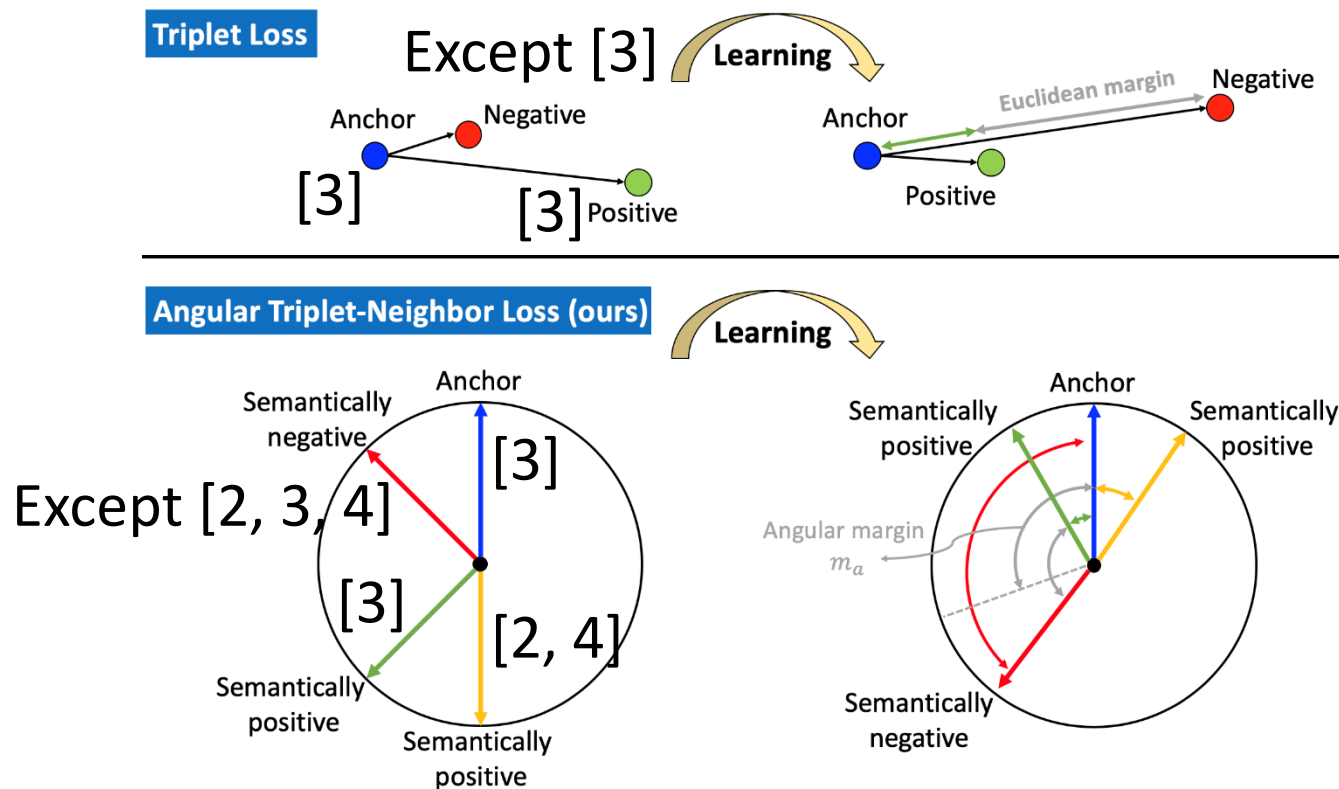 Triplet Loss
Except [3]
Learning
Anchor
Negative
[3]
[3]
Positive
Anchor
Euclidean margin
Negative
Positive
Angular Triplet-Neighbor Loss (ours)
Learning
Anchor
Semantically
negative
[3]
Except [2, 3, 4]
[3]
[2, 4]
Semantically
positive
Semantically
positive
Anchor
Semantically
positive
Semantically
positive
Angular margin
mₐ
Semantically
negative